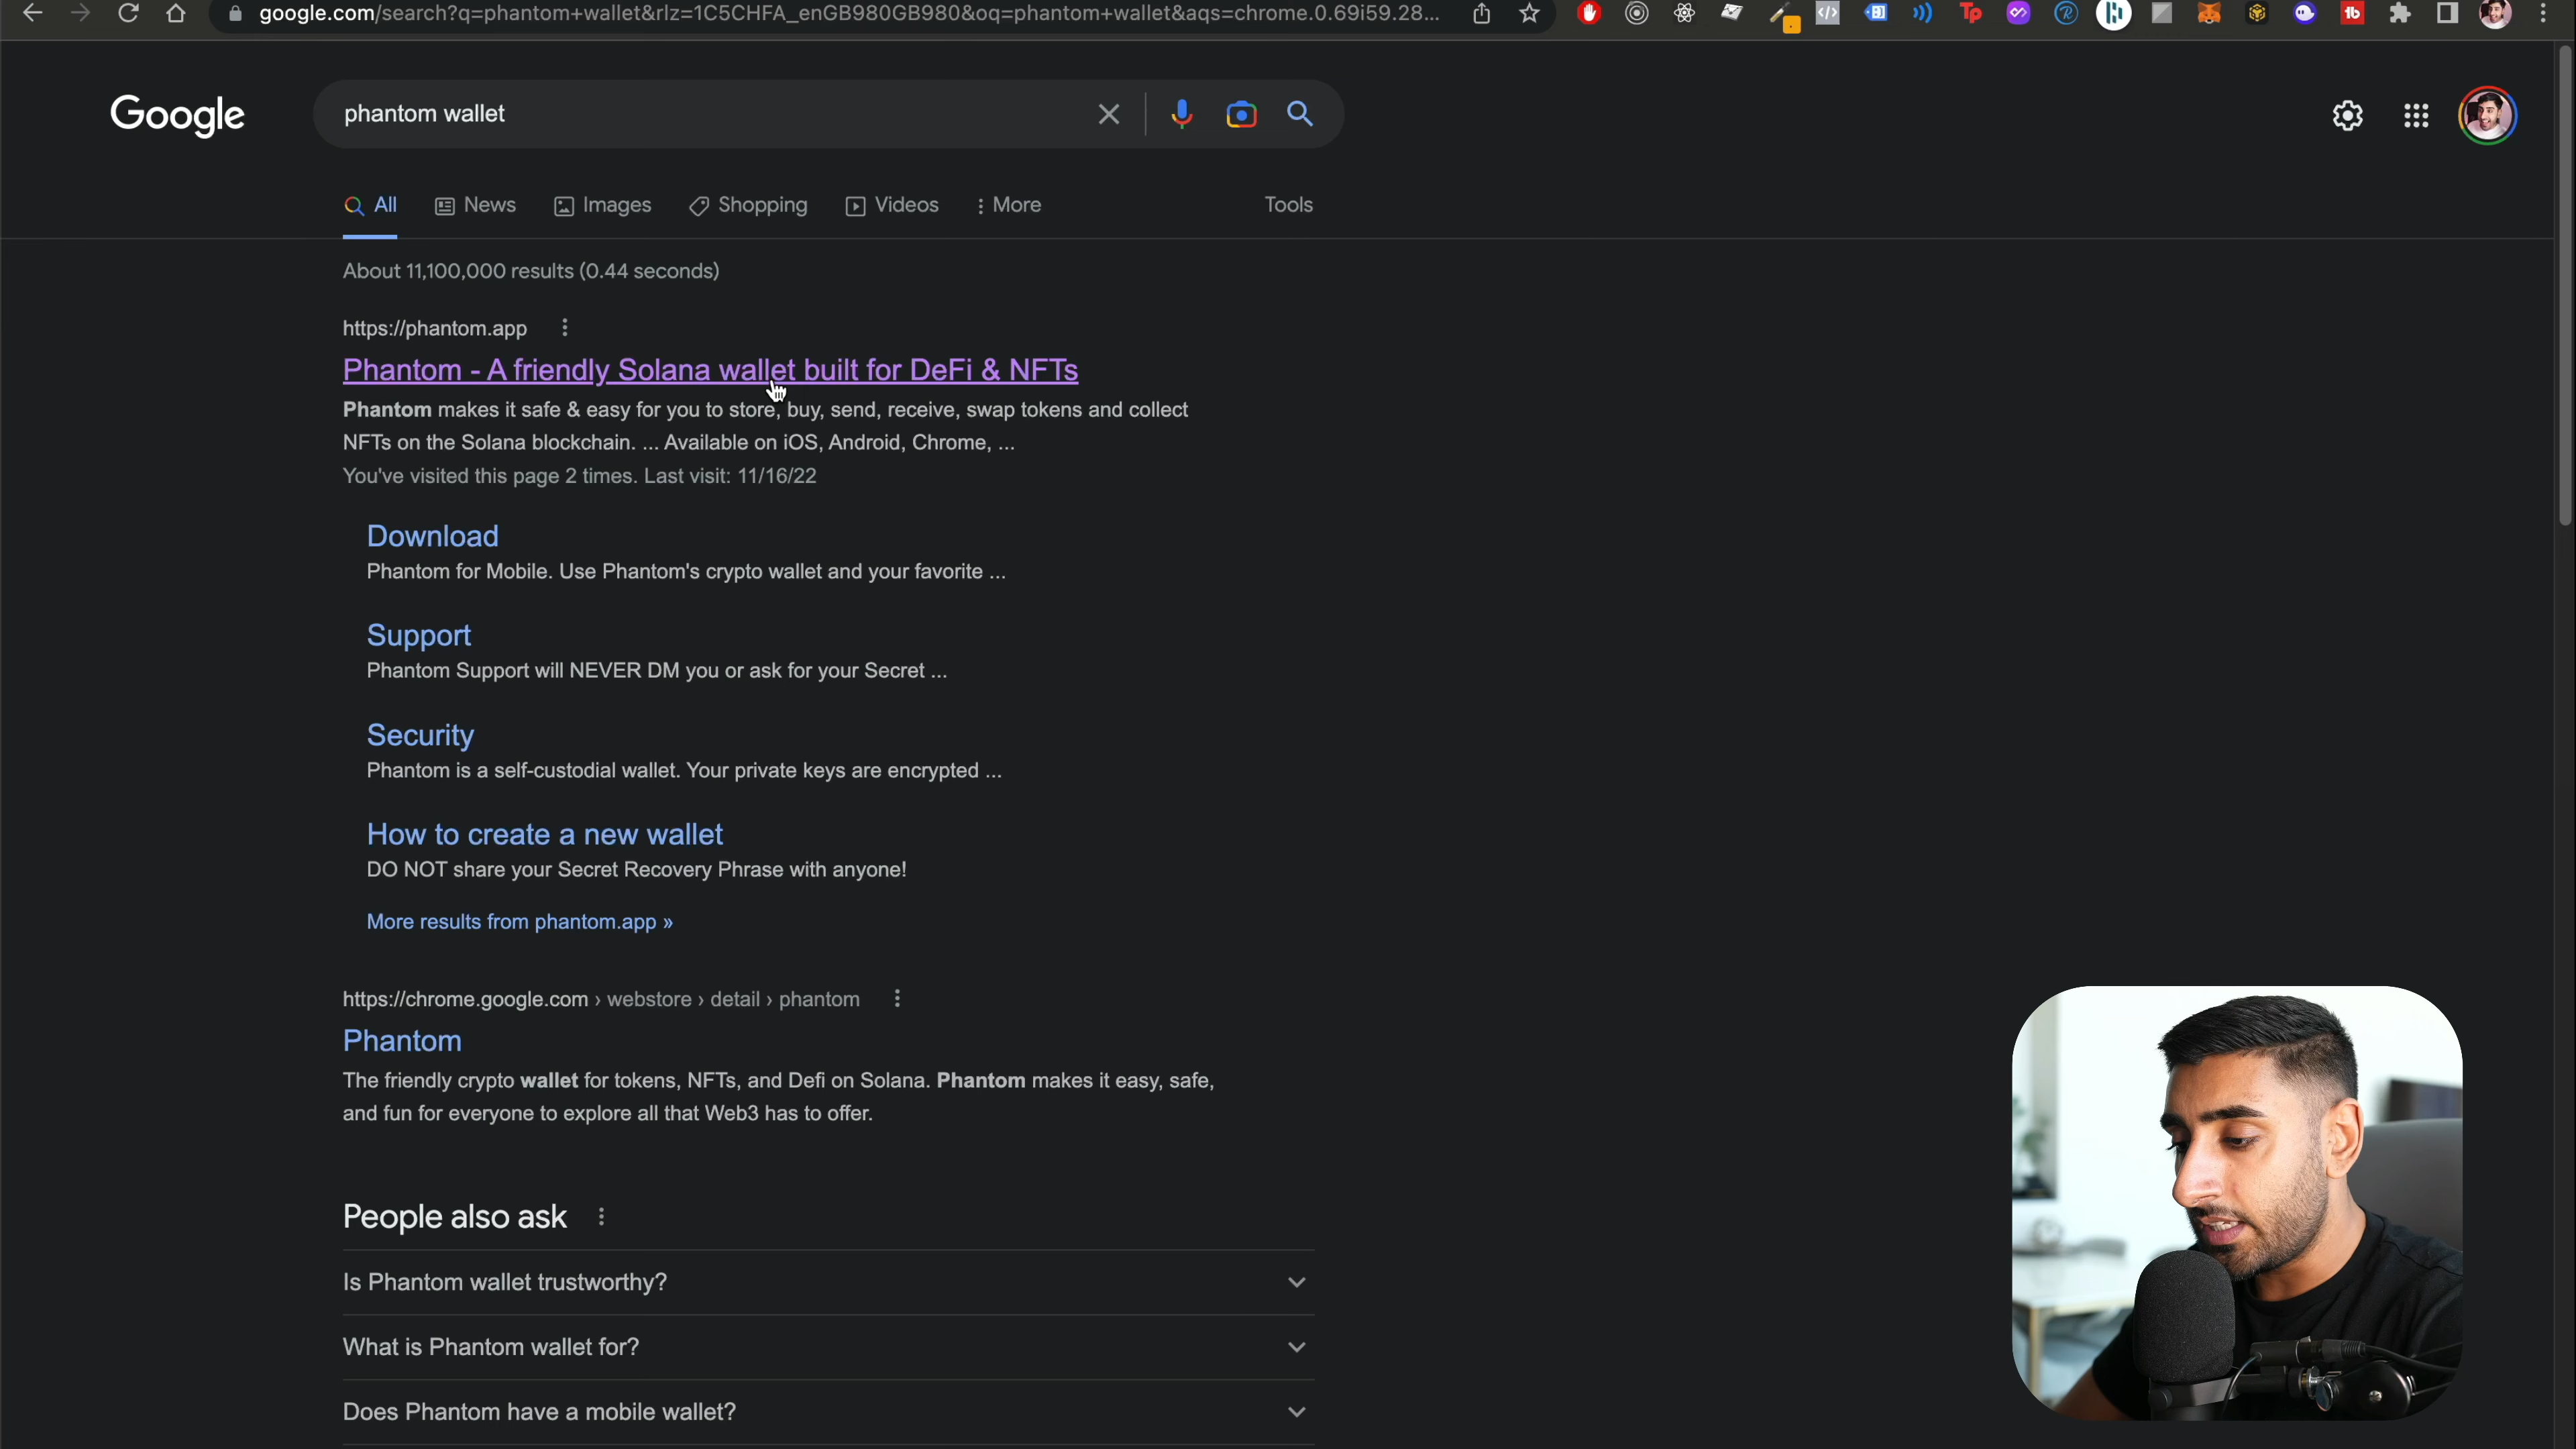 google.com/search?q=phantom+wallet&rlz=1C5CHFA_enGB980GB980&oq=phantom+wallet&aqs=chrome.0.69i59.28...
Google
phantom wallet
All
News
Images
Shopping
Videos
More
Tools
About 11,100,000 results (0.44 seconds)
https://phantom.app
Phantom - A friendly Solana wallet built for DeFi & NFTs
Phantom makes it safe & easy for you to store, buy, send, receive, swap tokens and collect
NFTs on the Solana blockchain. ... Available on iOS, Android, Chrome, ...
You've visited this page 2 times. Last visit: 11/16/22
Download
Phantom for Mobile. Use Phantom's crypto wallet and your favorite ...
Support
Phantom Support will NEVER DM you or ask for your Secret ...
Security
Phantom is a self-custodial wallet. Your private keys are encrypted ...
How to create a new wallet
DO NOT share your Secret Recovery Phrase with anyone!
More results from phantom.app »
https://chrome.google.com › webstore › detail › phantom
Phantom
The friendly crypto wallet for tokens, NFTs, and Defi on Solana. Phantom makes it easy, safe,
and fun for everyone to explore all that Web3 has to offer.
People also ask
Is Phantom wallet trustworthy?
What is Phantom wallet for?
Does Phantom have a mobile wallet?